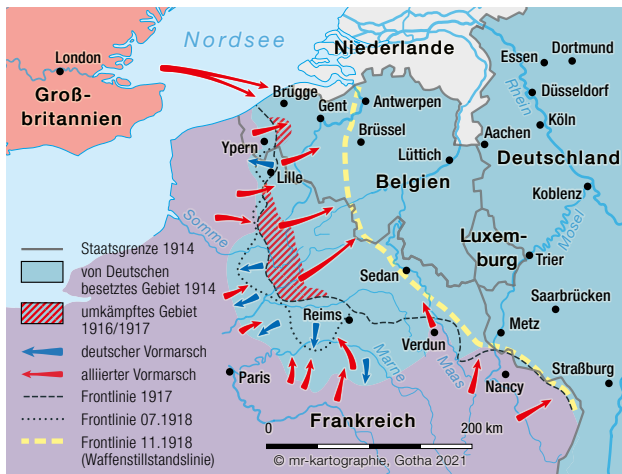 Nordsee
London
Groß-
britannien
Niederlande
Brügge
Gent
Antwerpen
Ypern
Brüssel
Lille
Lüttich
Belgien
Essen
Dortmund
Rhein
Düsseldorf
Köln
Aachen
Deutschland
Koblenz
Mosel
Luxem-
burg
Trier
Somme
Sedan
Saarbrücken
Reims
Verdun
Metz
Marne
Maas
Nancy
Straßburg
Paris
Frankreich
Staatsgrenze 1914
von Deutschen
besetztes Gebiet 1914
umkämpftes Gebiet
1916/1917
deutscher Vormarsch
alliierter Vormarsch
Frontlinie 1917
Frontlinie 07.1918
Frontlinie 11.1918
(Waffenstillstandslinie)
0 200 km
© mr-kartographie, Gotha 2021